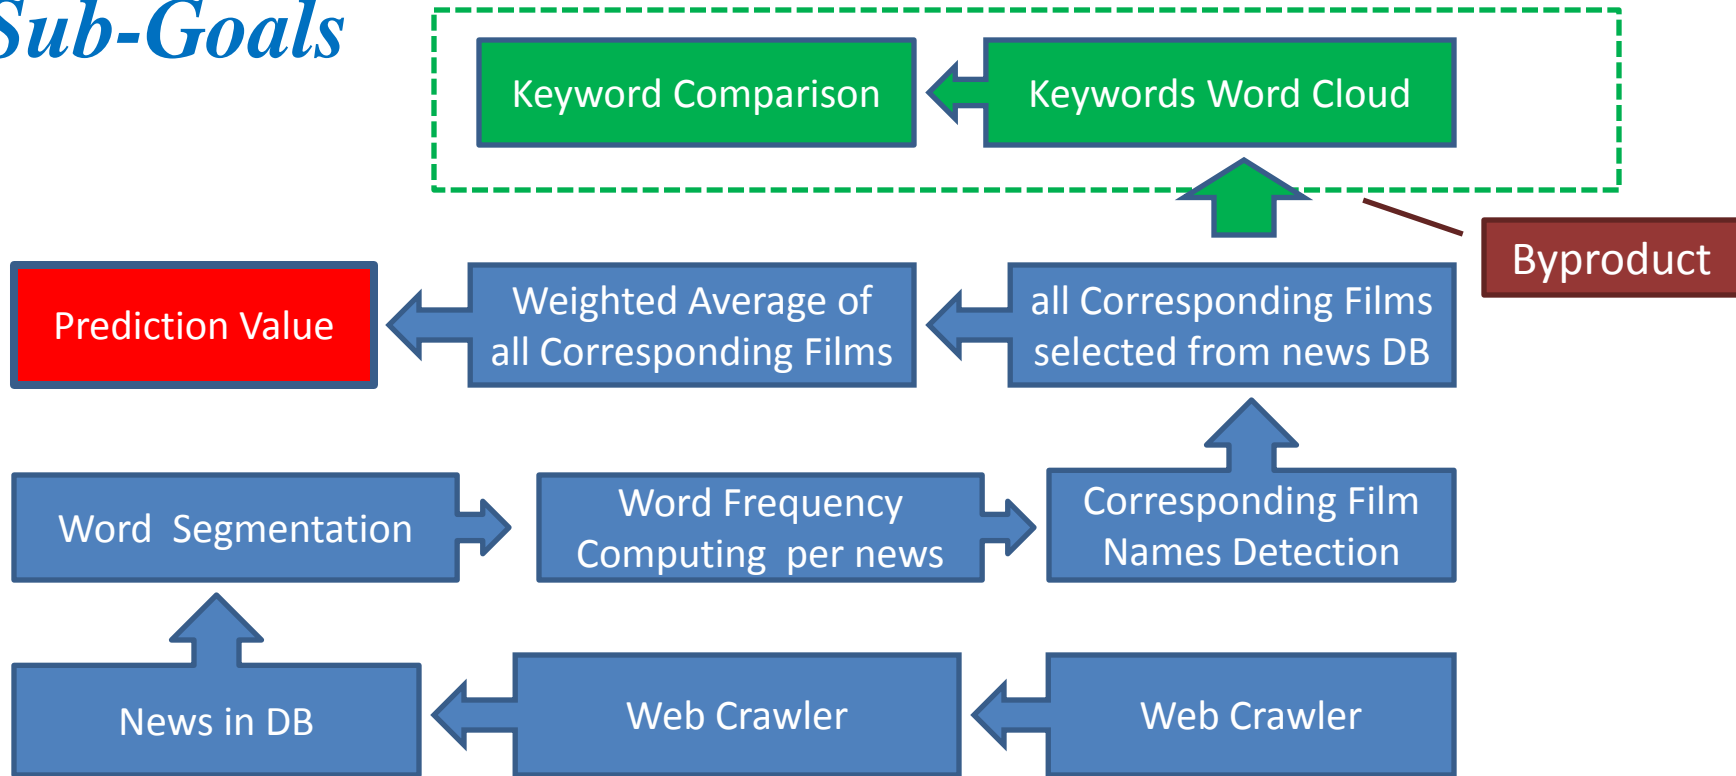 Sub-Goals
Keyword Comparison
Keywords Word Cloud
Byproduct
Prediction Value
Weighted Average of
all Corresponding Films
all Corresponding Films
selected from news DB
Word Segmentation
Word Frequency
Computing per news
Corresponding Film
Names Detection
News in DB
Web Crawler
Web Crawler